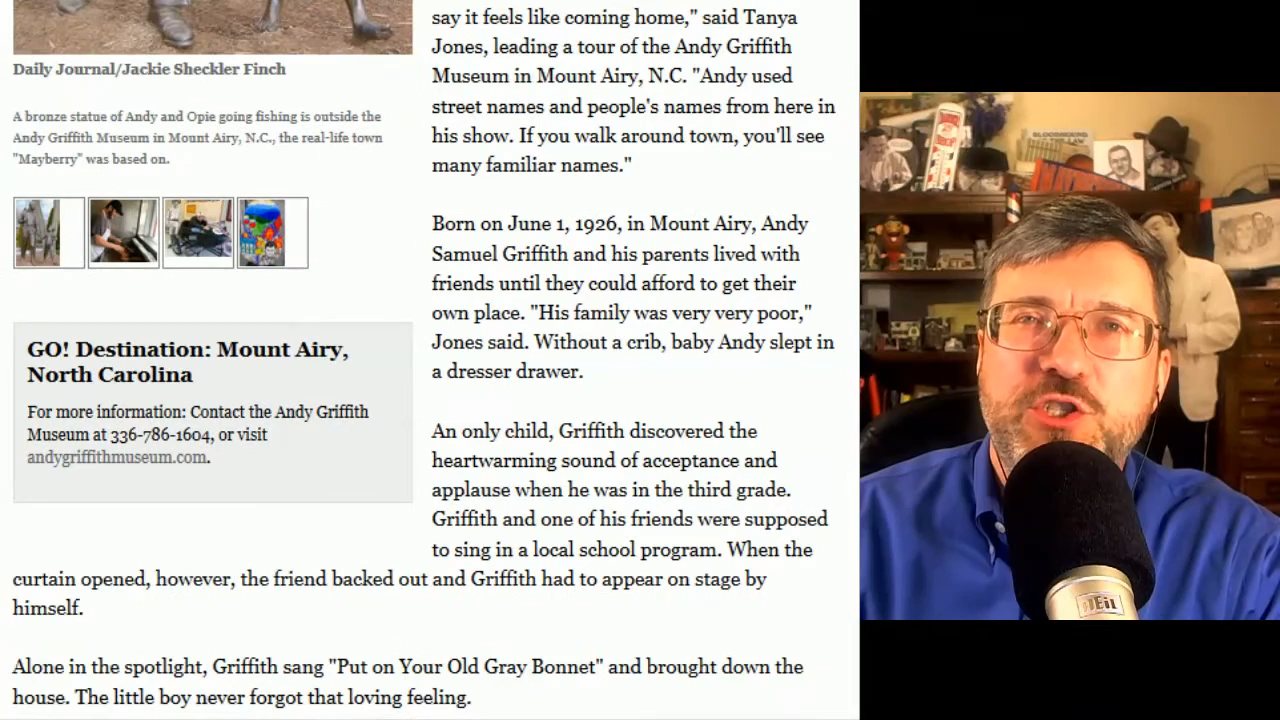 Daily Journal/Jackie Sheckler Finch
A bronze statue of Andy and Opie going fishing is outside the
Andy Griffith Museum in Mount Airy, N.C., the real-life town
"Mayberry" was based on.
GO! Destination: Mount Airy,
North Carolina
For more information: Contact the Andy Griffith
Museum at 336-786-1604, or visit
andygriffithmuseum.com.
say it feels like coming home," said Tanya
Jones, leading a tour of the Andy Griffith
Museum in Mount Airy, N.C. "Andy used
street names and people's names from here in
his show. If you walk around town, you'll see
many familiar names."
Born on June 1, 1926, in Mount Airy, Andy
Samuel Griffith and his parents lived with
friends until they could afford to get their
own place. "His family was very very poor,"
Jones said. Without a crib, baby Andy slept in
a dresser drawer.
An only child, Griffith discovered the
heartwarming sound of acceptance and
applause when he was in the third grade.
Griffith and one of his friends were supposed
to sing in a local school program. When the
curtain opened, however, the friend backed out and Griffith had to appear on stage by
himself.
Alone in the spotlight, Griffith sang "Put on Your Old Gray Bonnet" and brought down the
house. The little boy never forgot that loving feeling.